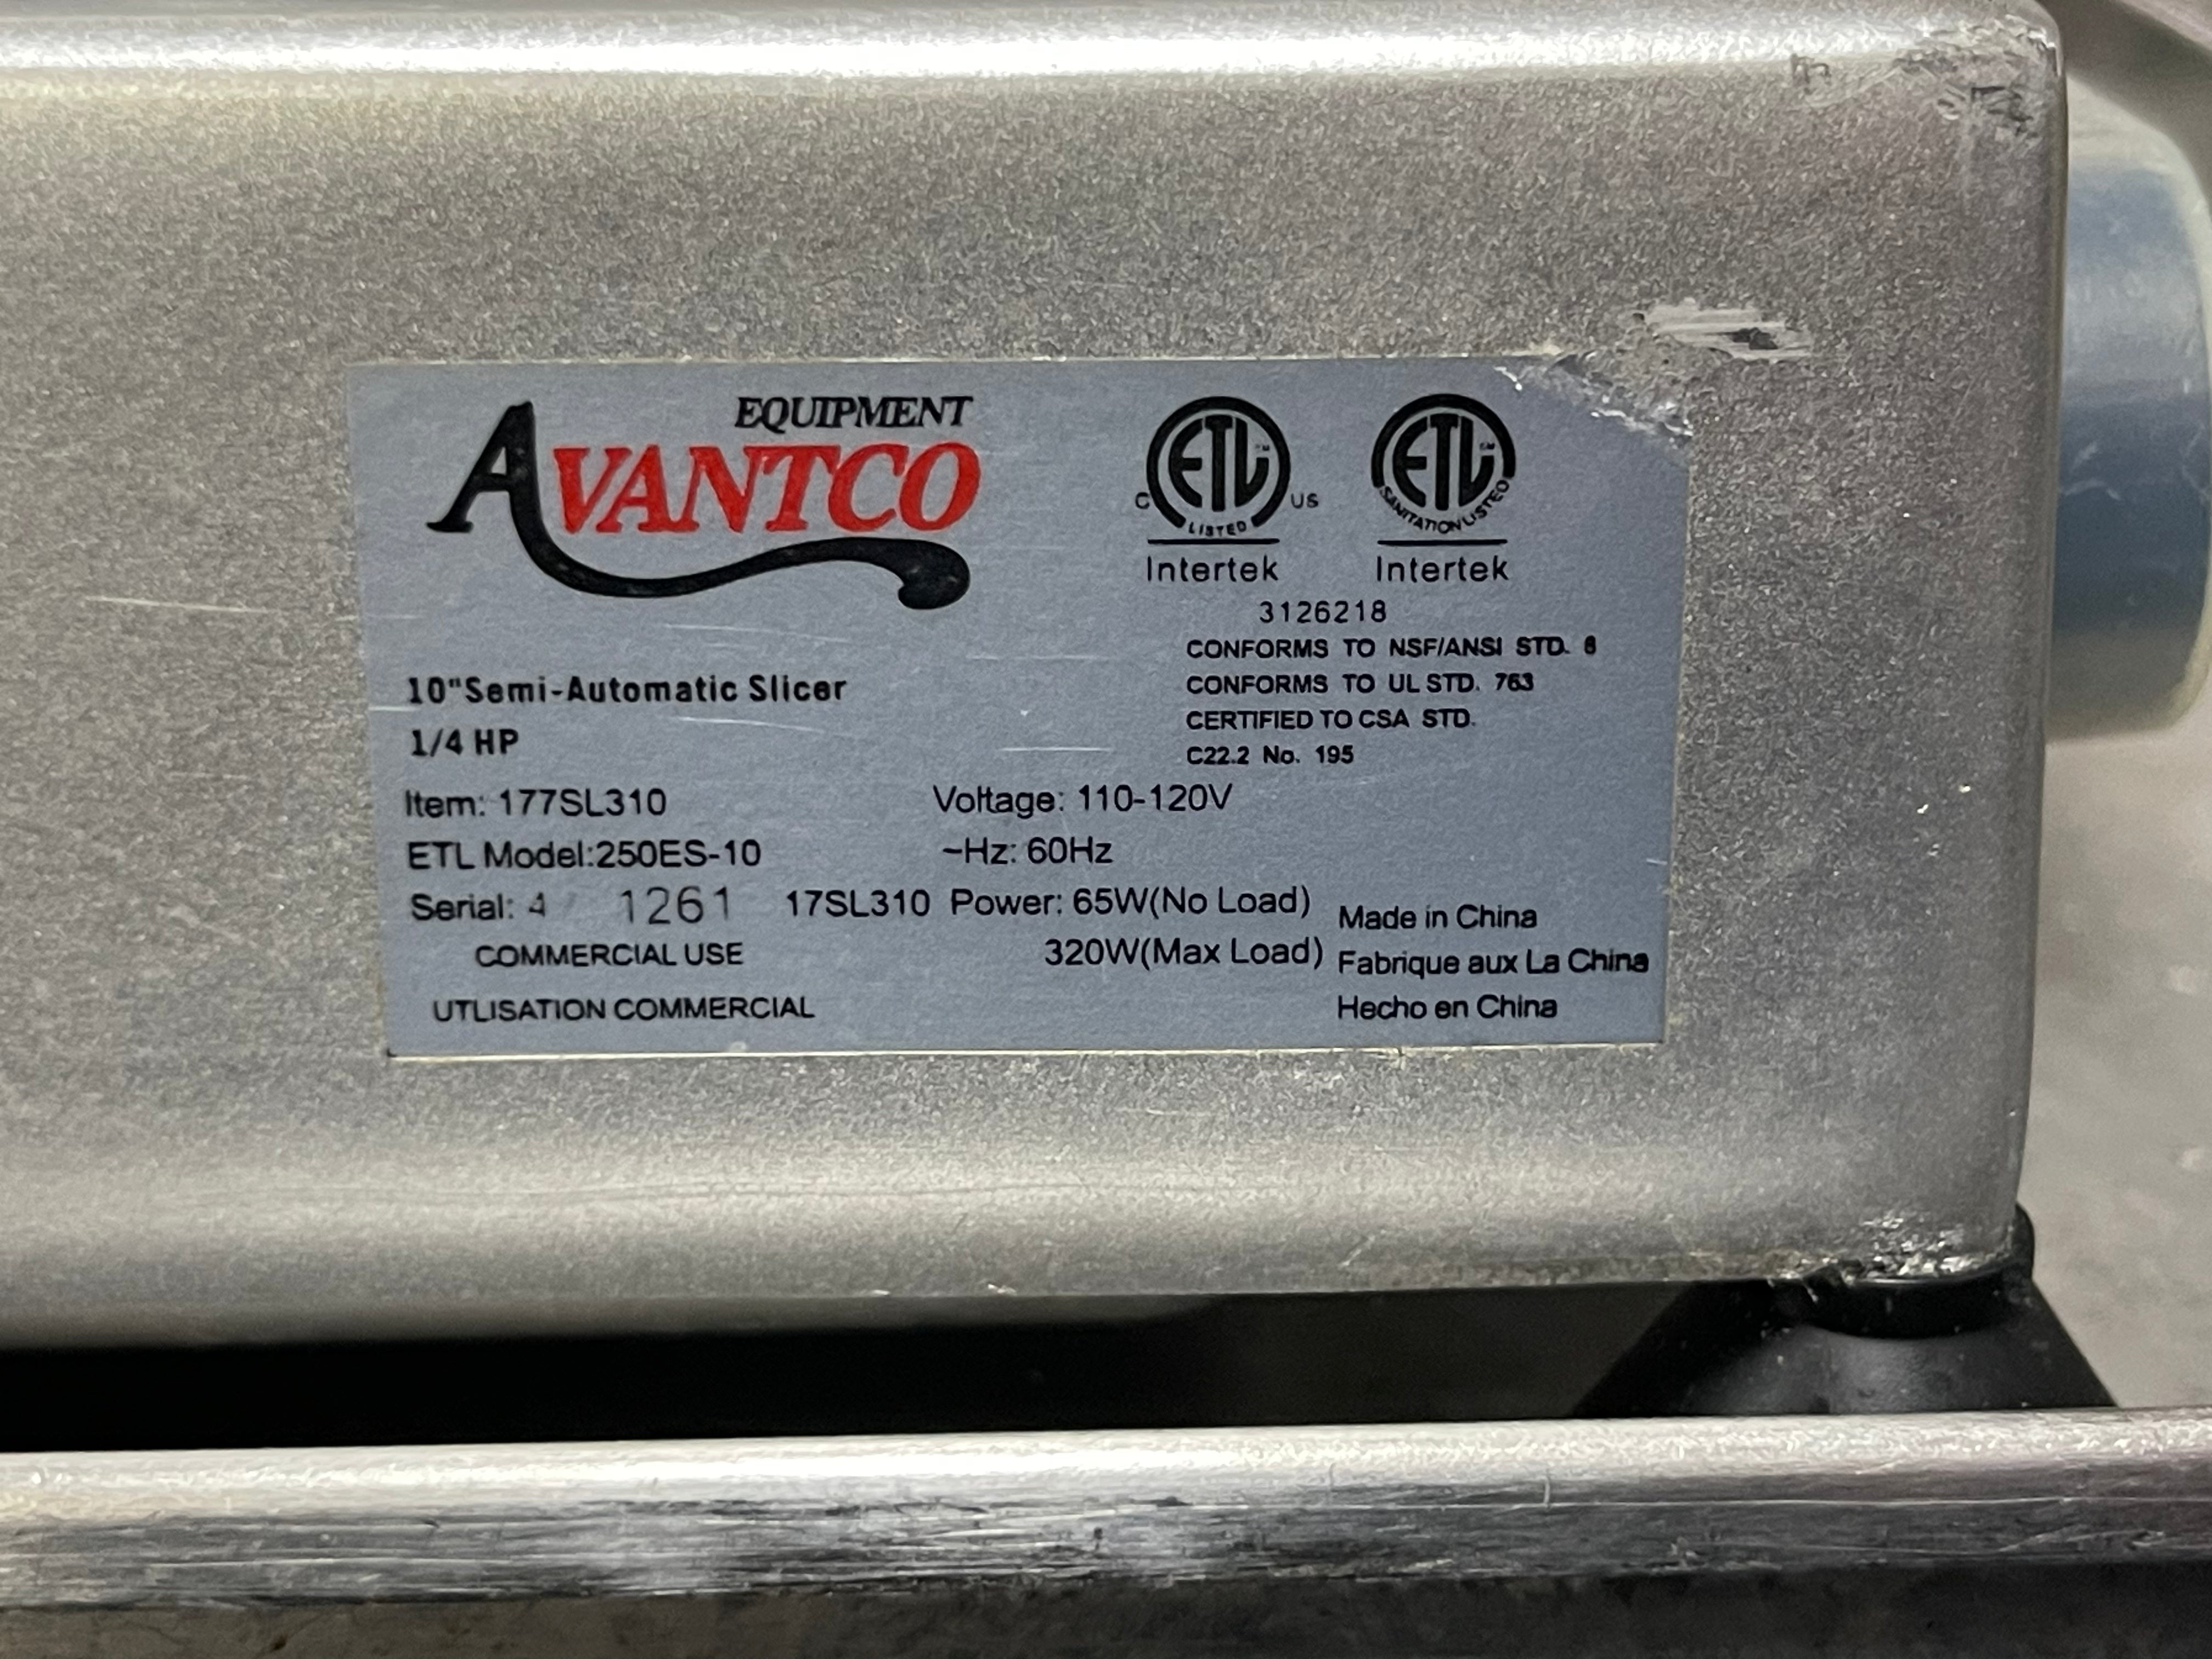 EQUIPMENT
AVANTCO
ETL
C
US
LISTED
Intertek
ETL
SANITATION LISTED
Intertek
3126218
CONFORMS TO NSF/ANSI STD. 8
CONFORMS TO UL STD. 763
CERTIFIED TO CSA STD.
C22.2 No. 195
10"Semi-Automatic Slicer
1/4 HP
Item: 177SL310
Voltage: 110-120V
ETL Model:250ES-10
~Hz: 60Hz
Serial: 4 1261 17SL310
Power: 65W(No Load)
320W(Max Load)
COMMERCIAL USE
UTLISATION COMMERCIAL
Made in China
Fabrique aux La China
Hecho en China